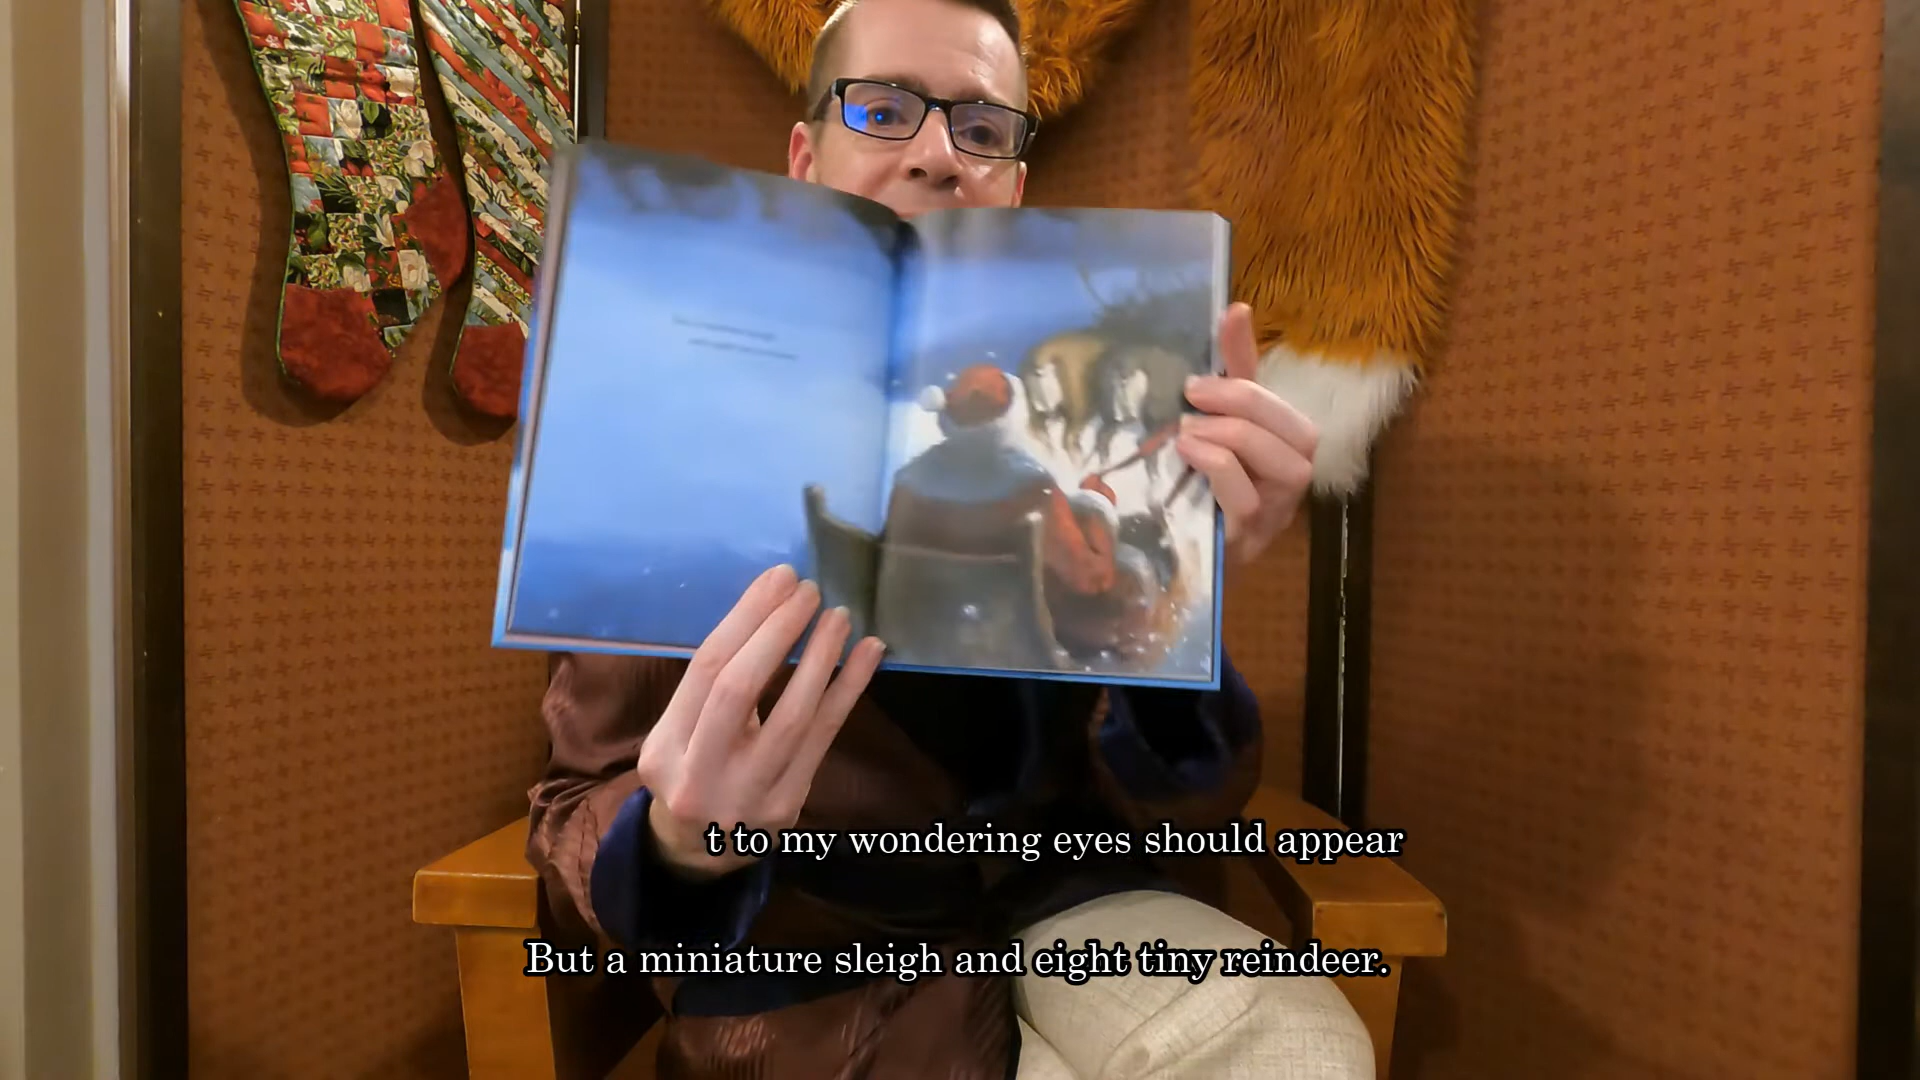 t to my wondering eyes should appear
But a miniature sleigh and eight tiny reindeer.